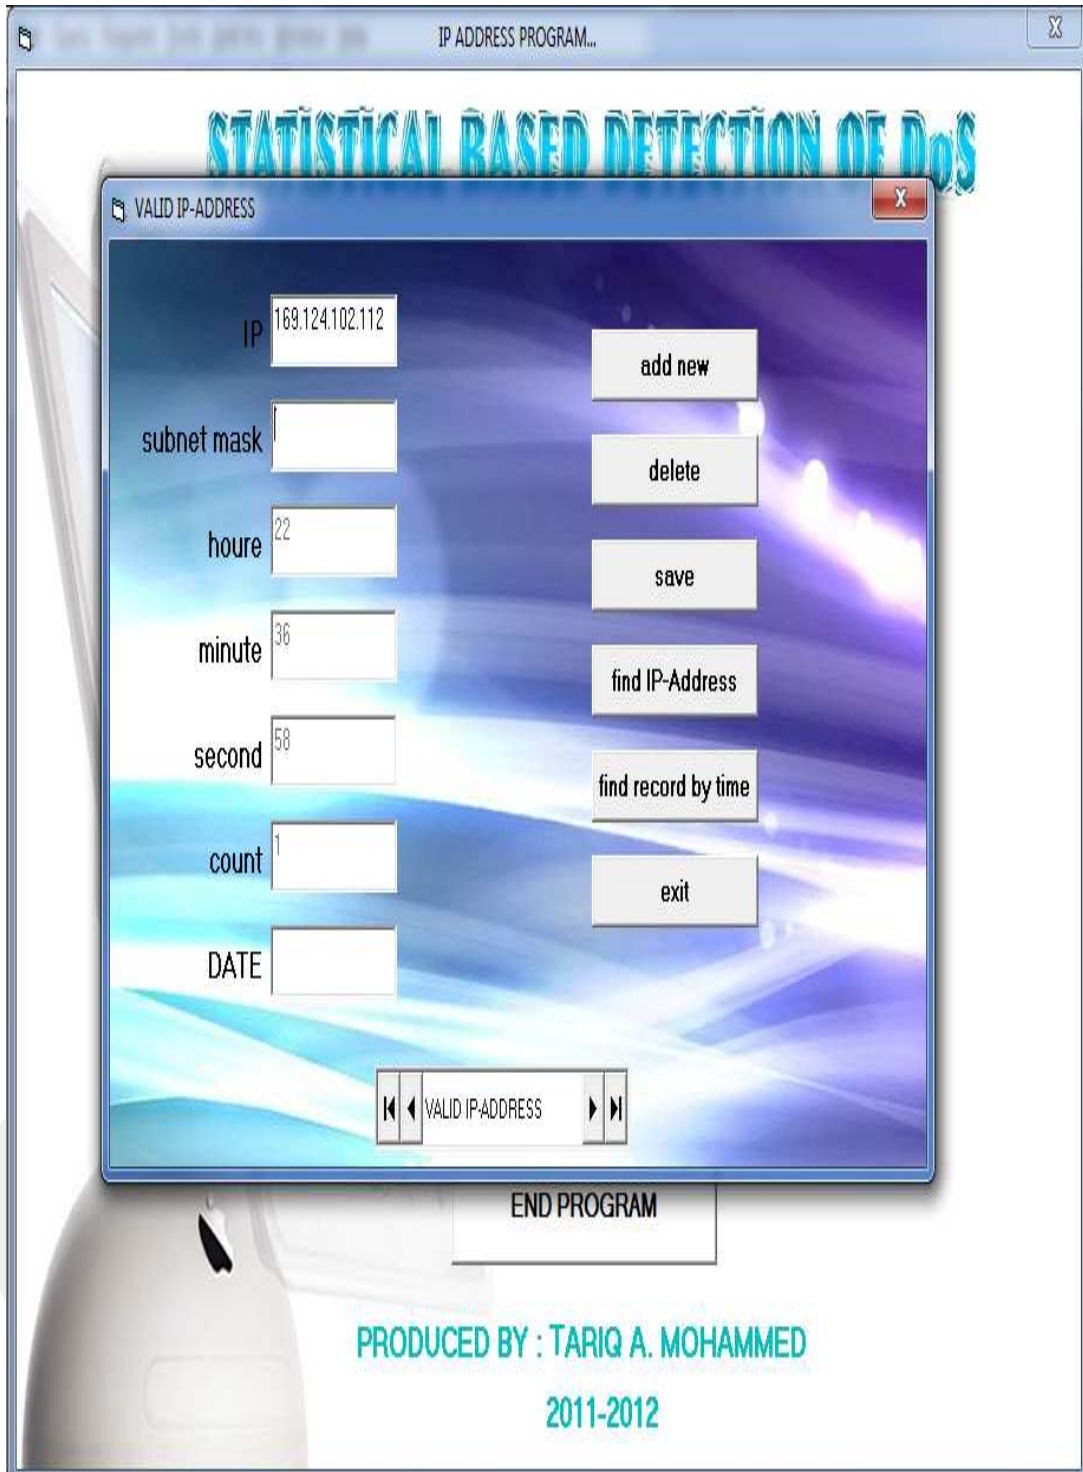 IP ADDRESS PROGRAM...
X
STATISTICAL BASED DETECTION OF DoS
VALID IP-ADDRESS
X
IP 169.124.102.112
subnet mask
houre 22
minute 36
second 58
count 1
DATE
add new
delete
save
find IP-Address
find record by time
exit
VALID IP-ADDRESS
END PROGRAM
PRODUCED BY : TARIQ A. MOHAMMED
2011-2012